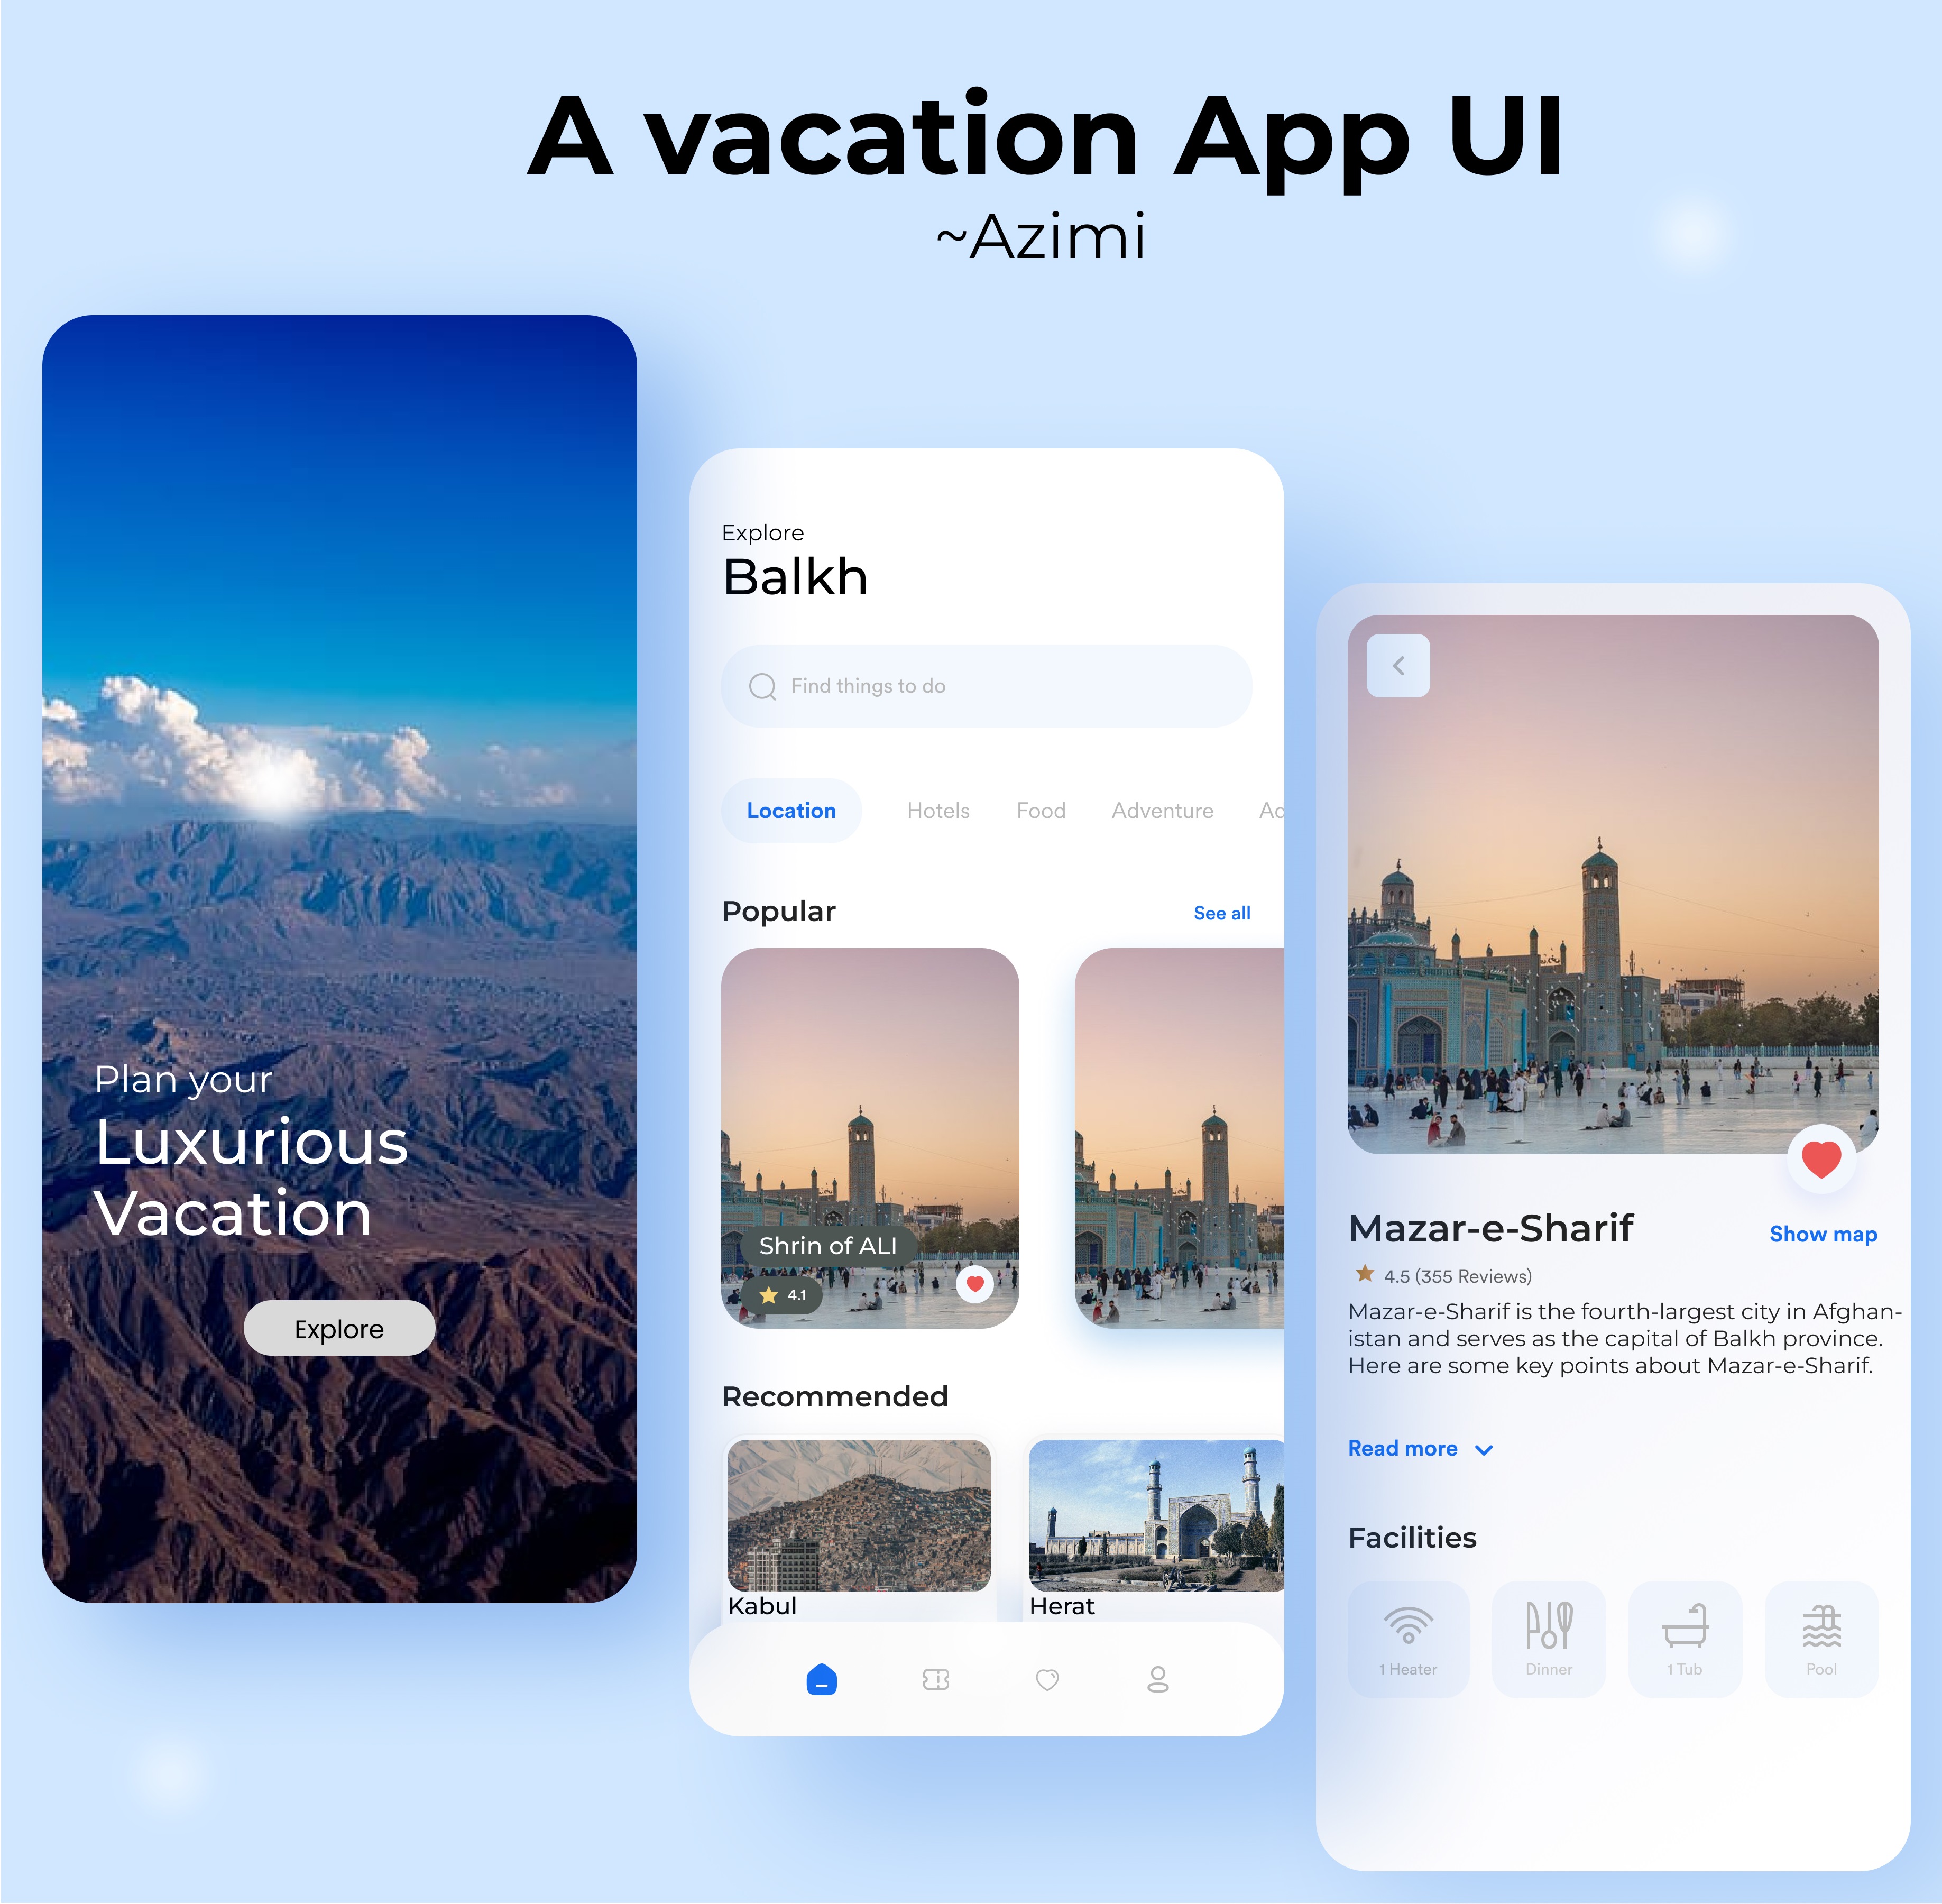 A vacation App UI
~Azimi
Plan your
Luxurious
Vacation
Explore
Explore
Balkh
Find things to do
Location Hotels Food Adventure Ad
Popular See all
Shrin of ALI
4.1
Recommended
Kabul Herat
Mazar-e-Sharif Show map
4.5 (355 Reviews)
Mazar-e-Sharif is the fourth-largest city in Afghan-
istan and serves as the capital of Balkh province.
Here are some key points about Mazar-e-Sharif.
Read more
Facilities
1 Heater Dinner 1 Tub Pool